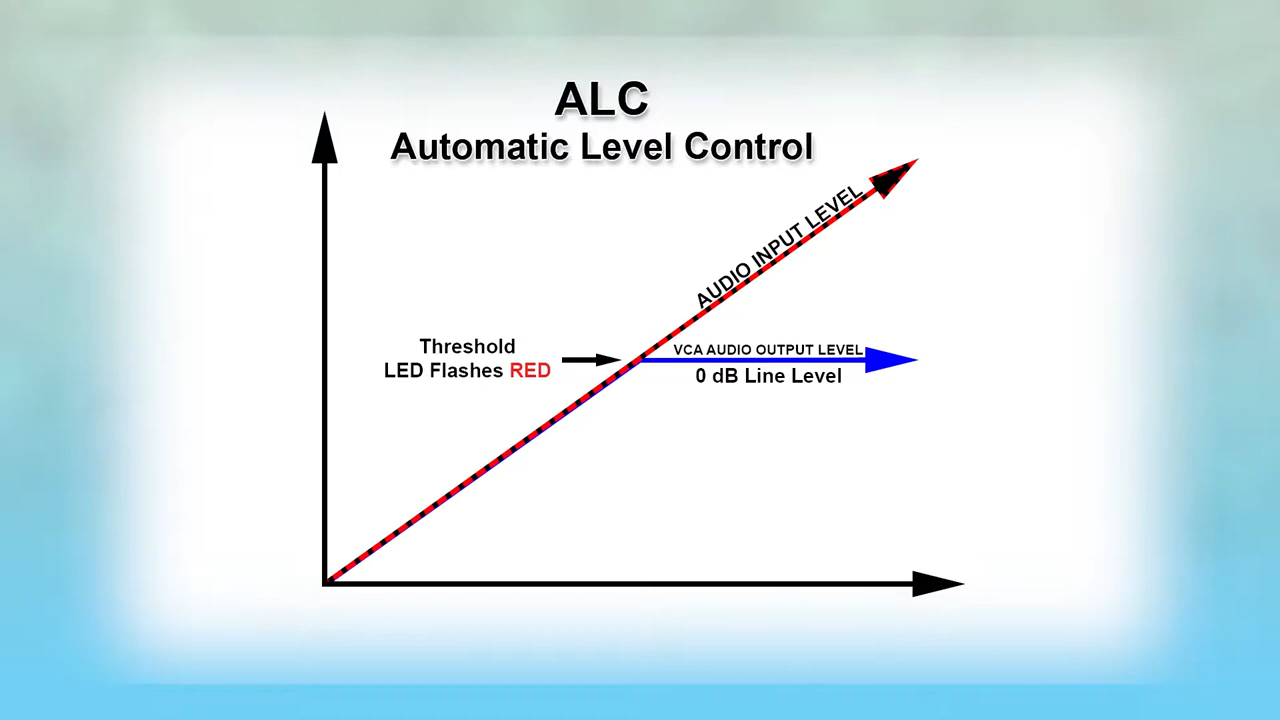 ALC
Automatic Level Control
AUDIO INPUT LEVEL
Threshold
LED Flashes RED
VCA AUDIO OUTPUT LEVEL
0 dB Line Level